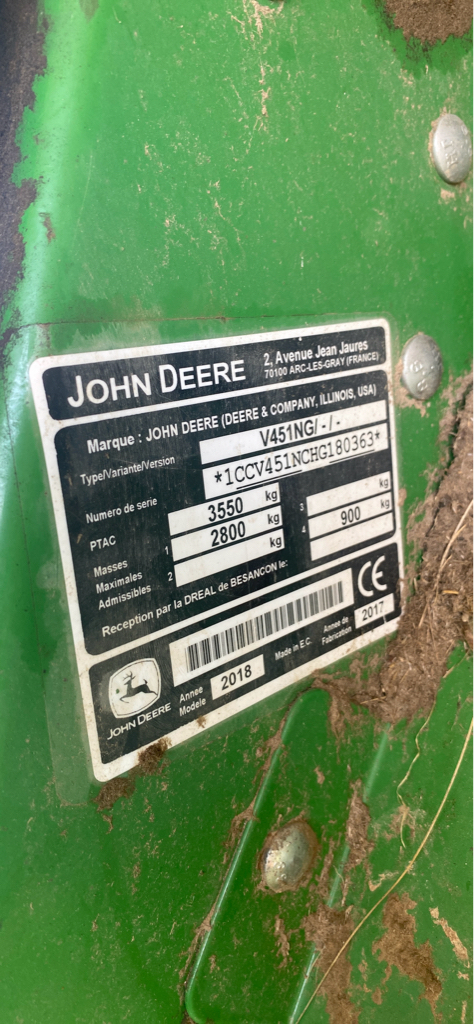 JOHN DEERE
2, Avenue Jean Jaures
70100 ARC-LES-GRAY (FRANCE)
Marque : JOHN DEERE (DEERE & COMPANY, ILLINOIS, USA)
Type/Variante/Version V451NG/-/-
Numero de serie *1CCV451NCHG180363*
PTAC 3550 kg
Masses Maximales Admissibles 1 2800 kg 3 kg
2 kg 4 900 kg
Reception par la DREAL de BESANCON le:
CE
JOHN DEERE
Annee Modele 2018
Made in E.C.
Annee de Fabrication 2017